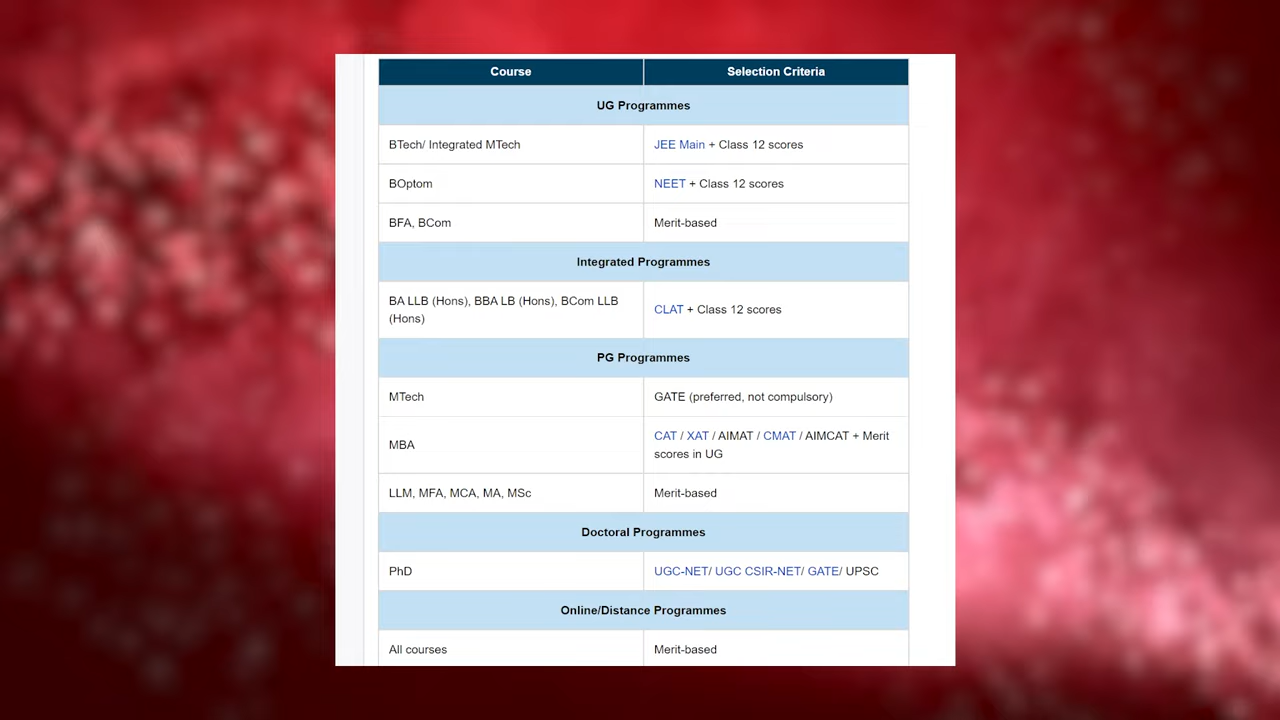 Course Selection Criteria
UG Programmes
BTech/ Integrated MTech JEE Main + Class 12 scores
BOptom NEET + Class 12 scores
BFA, BCom Merit-based
Integrated Programmes
BA LLB (Hons), BBA LB (Hons), BCom LLB
(Hons)
CLAT + Class 12 scores
PG Programmes
MTech GATE (preferred, not compulsory)
MBA
CAT / XAT / AIMAT / CMAT / AIMCAT + Merit
scores in UG
LLM, MFA, MCA, MA, MSc Merit-based
Doctoral Programmes
PhD UGC-NET/ UGC CSIR-NET/ GATE/ UPSC
Online/Distance Programmes
All courses Merit-based